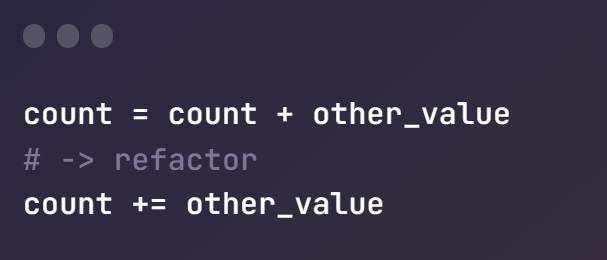 count = count + other_value
# -> refactor
count += other_value